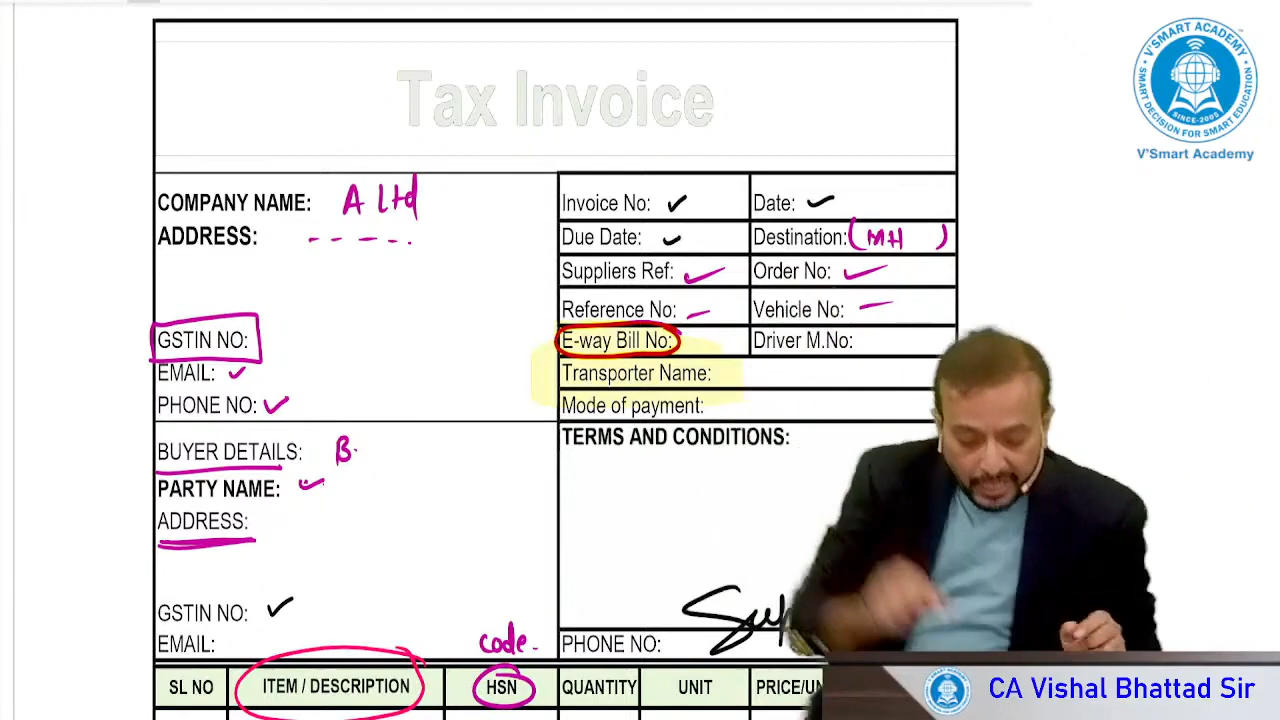 Tax Invoice
COMPANY NAME: A Ltd
ADDRESS:
GSTIN NO:
EMAIL:
PHONE NO:
BUYER DETAILS: B
PARTY NAME:
ADDRESS:
GSTIN NO:
EMAIL:
Invoice No:
Date:
Due Date:
Destination: (MH )
Suppliers Ref:
Order No:
Reference No:
Vehicle No:
E-way Bill No:
Driver M.No:
Transporter Name:
Mode of payment:
TERMS AND CONDITIONS:
PHONE NO:
code
SL NO
ITEM / DESCRIPTION
HSN
QUANTITY
UNIT
V'SMART ACADEMY
SMART DECISION FOR SMART EDUCATION
SINCE-2005
V'Smart Academy
CA Vishal Bhattad Sir